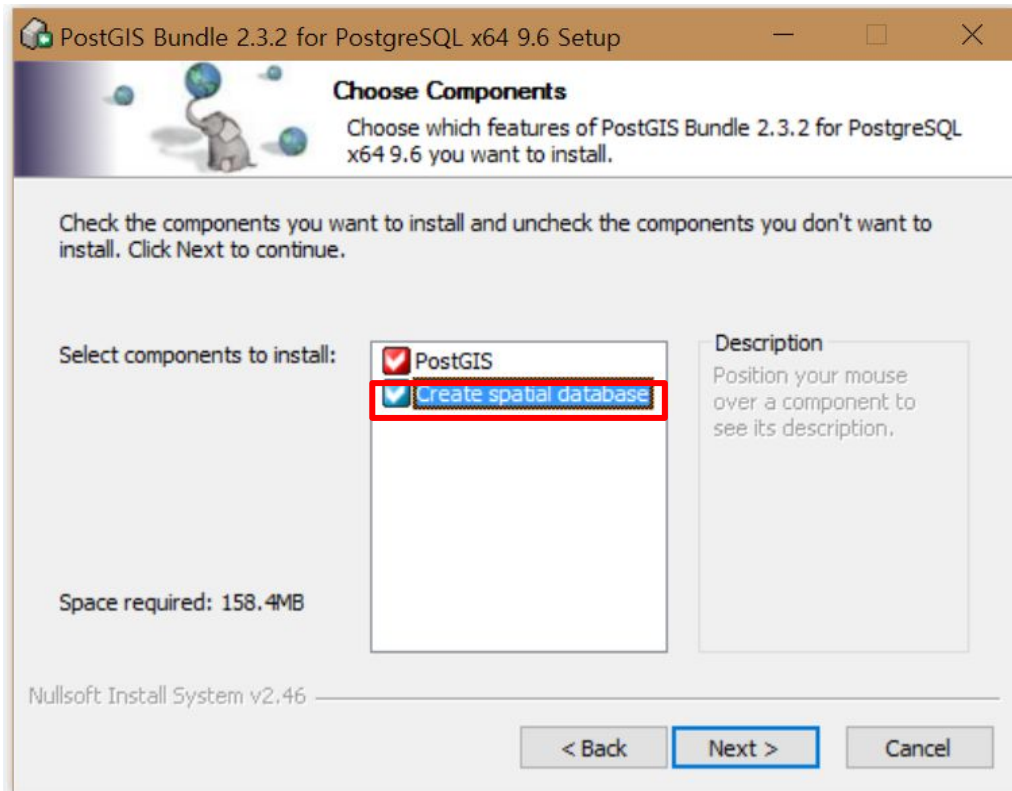 PostGIS Bundle 2.3.2 for PostgreSQL x64 9.6 Setup
Choose Components
Choose which features of PostGIS Bundle 2.3.2 for PostgreSQL
x64 9.6 you want to install.
Check the components you want to install and uncheck the components you don't want to
install. Click Next to continue.
Select components to install:
PostGIS
Create spatial database
Description
Position your mouse
over a component to
see its description.
Space required: 158.4MB
Nullsoft Install System v2.46
< Back
Next >
Cancel